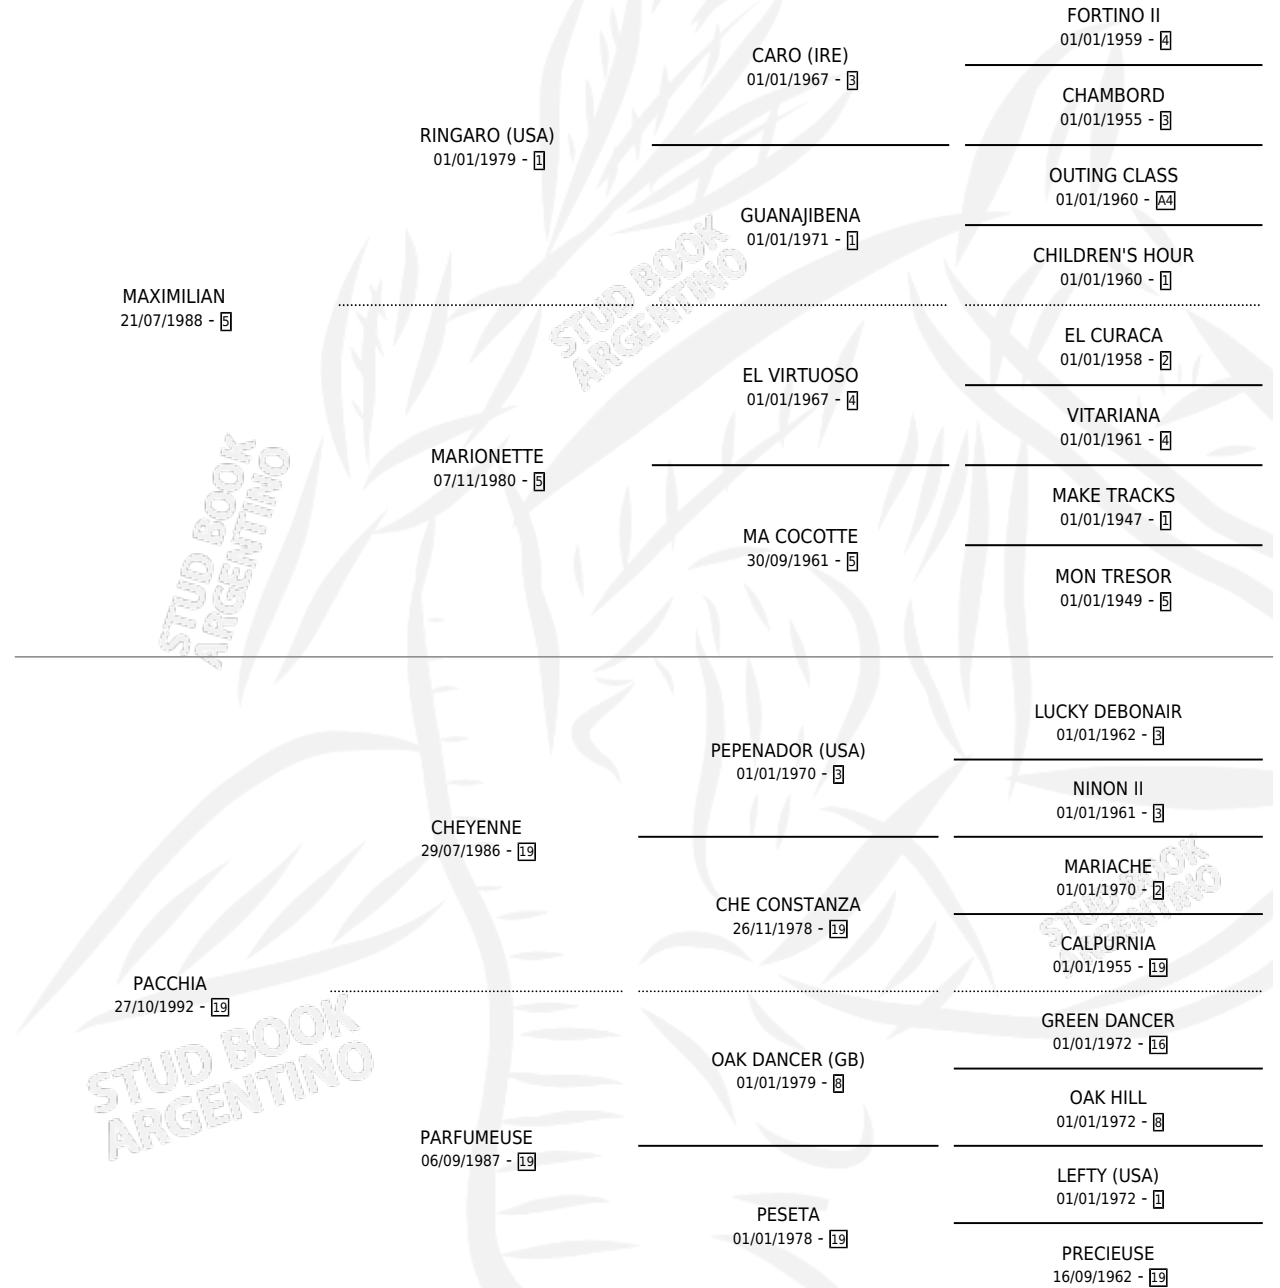 FORTINO II
01/01/1959 - 4
CARO (IRE)
01/01/1967 - 3
CHAMBORD
01/01/1955 - 3
RINGARO (USA)
01/01/1979 - 1
OUTING CLASS
01/01/1960 - A4
GUANAJIBENA
01/01/1971 - 1
CHILDREN'S HOUR
01/01/1960 - 1
MAXIMILIAN
21/07/1988 - 5
EL CURACA
01/01/1958 - 2
EL VIRTUOSO
01/01/1967 - 4
VITARIANA
01/01/1961 - 4
MARIONETTE
07/11/1980 - 5
MAKE TRACKS
01/01/1947 - 1
MA COCOTTE
30/09/1961 - 5
MON TRESOR
01/01/1949 - 5
LUCKY DEBONAIR
01/01/1962 - 3
PEPENADOR (USA)
01/01/1970 - 3
NINON II
01/01/1961 - 3
CHEYENNE
29/07/1986 - 19
MARIACHE
01/01/1970 - 2
CHE CONSTANZA
26/11/1978 - 19
CALPURNIA
01/01/1955 - 19
PACCHIA
27/10/1992 - 19
GREEN DANCER
01/01/1972 - 16
OAK DANCER (GB)
01/01/1979 - 8
OAK HILL
01/01/1972 - 8
PARFUMEUSE
06/09/1987 - 19
LEFTY (USA)
01/01/1972 - 1
PESETA
01/01/1978 - 19
PRECIEUSE
16/09/1962 - 19
STUD BOOK
ARGENTINO
STUD BOOK
ARGENTINO
STUD BOOK
ARGENTINO
STUD BOOK
ARGENTINO